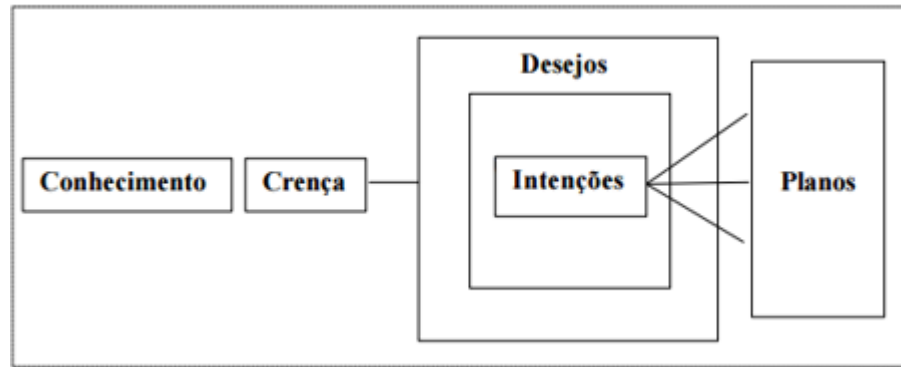 Desejos
Conhecimento
Crença
Intenções
Planos